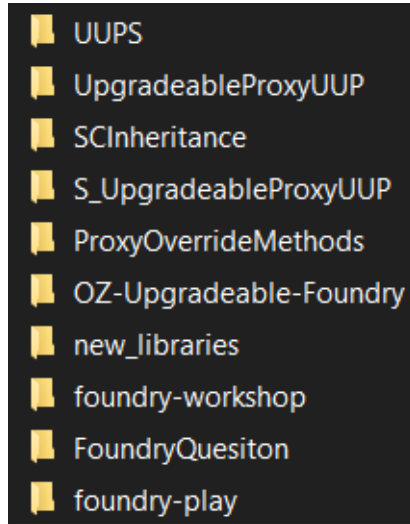 UUPS
UpgradeableProxyUUP
SCInheritance
S_UpgradeableProxyUUP
ProxyOverrideMethods
OZ-Upgradeable-Foundry
new_libraries
foundry-workshop
FoundryQuesiton
foundry-play